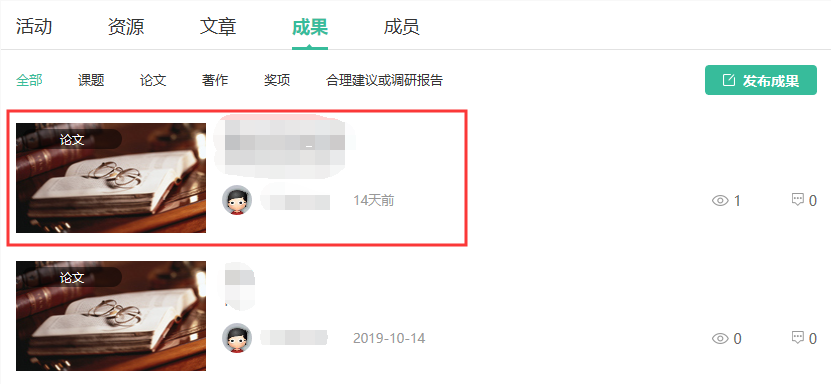 活动 资源 文章 成果 成员
全部 课题 论文 著作 奖项 合理建议或调研报告 发布成果
论文
14天前 1 0
论文
2019-10-14 0 0